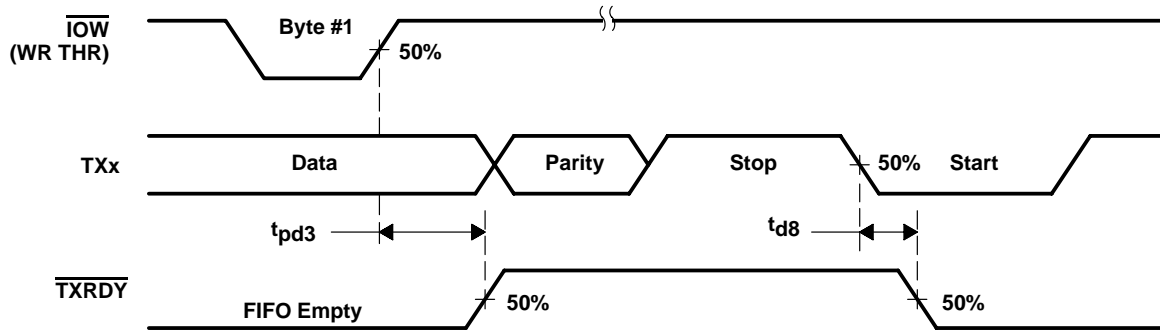 IOW
(WR THR)
Byte #1
50%
TXx
Data
Parity
Stop
50%
Start
tpd3
td8
TXRDY
FIFO Empty
50%
50%